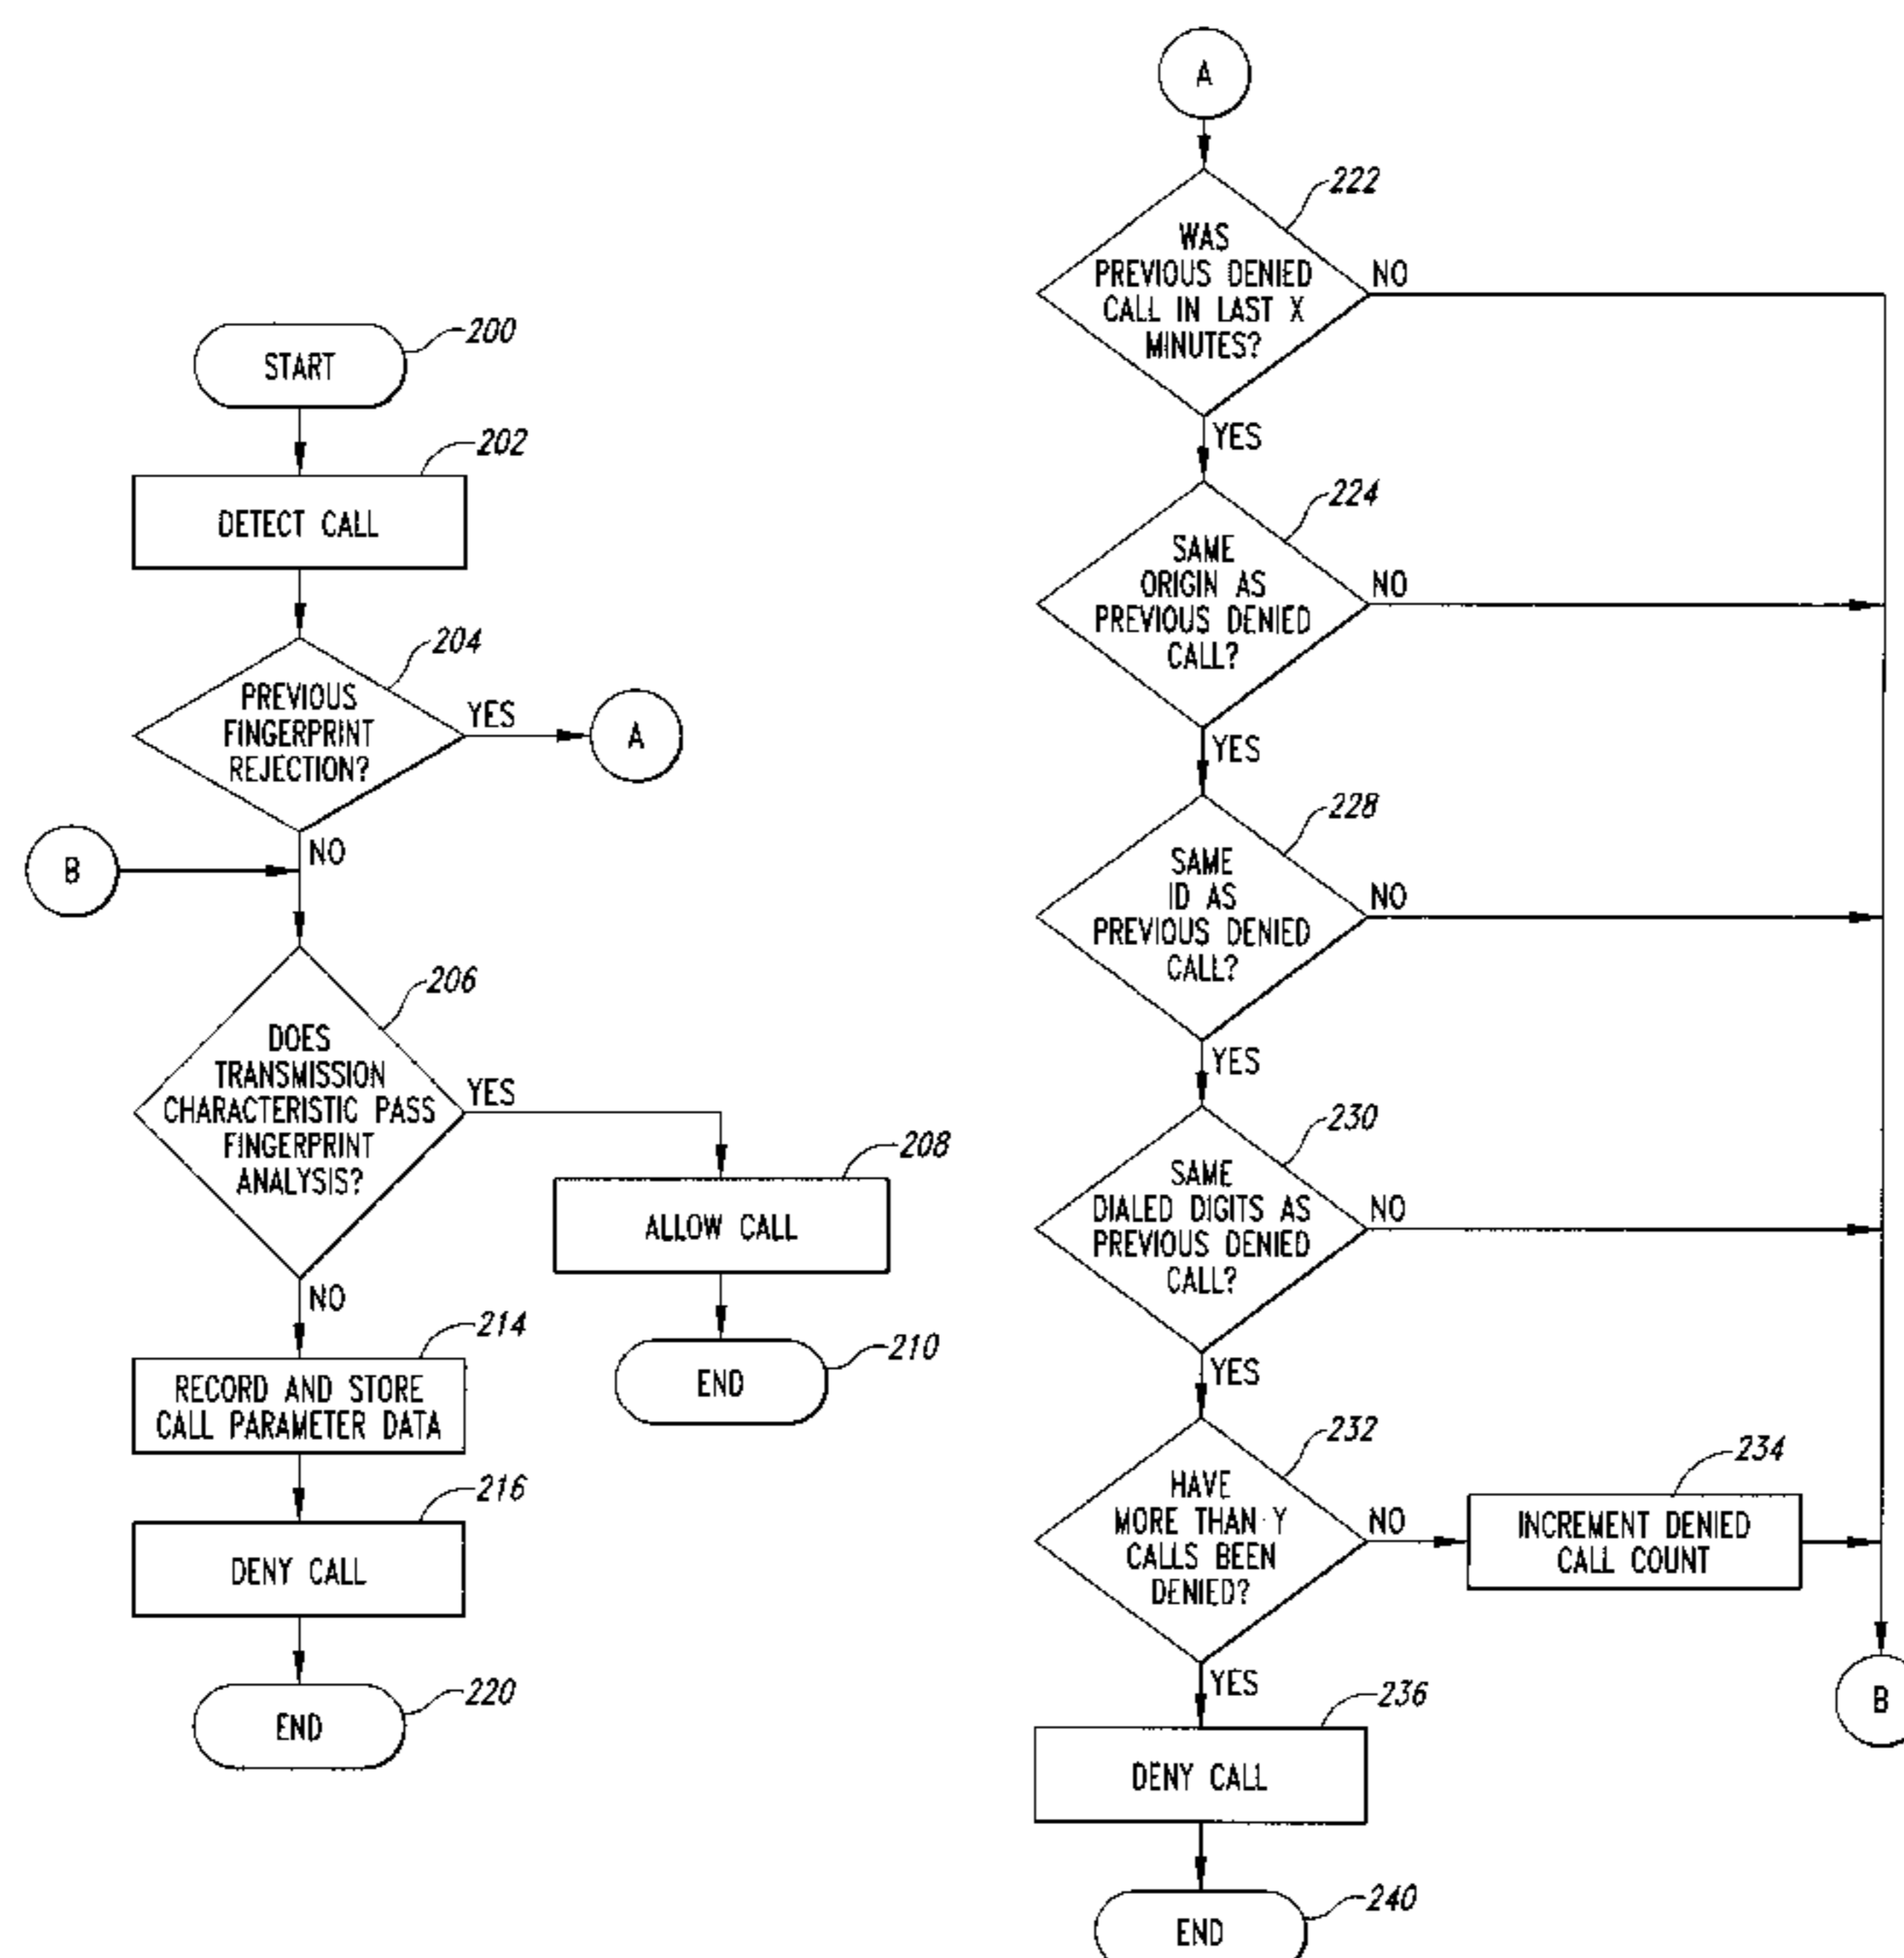 START
200
DETECT CALL
202
PREVIOUS
FINGERPRINT
REJECTION?
204
YES
A
NO
B
DOES
TRANSMISSION
CHARACTERISTIC PASS
FINGERPRINT
ANALYSIS?
206
YES
ALLOW CALL
208
END
210
NO
RECORD AND STORE
CALL PARAMETER DATA
214
DENY CALL
216
END
220
A
WAS
PREVIOUS DENIED
CALL IN LAST X
MINUTES?
222
NO
YES
SAME
ORIGIN AS
PREVIOUS DENIED
CALL?
224
NO
YES
SAME
ID AS
PREVIOUS DENIED
CALL?
228
NO
YES
SAME
DIALED DIGITS AS
PREVIOUS DENIED
CALL?
230
NO
YES
HAVE
MORE THAN Y
CALLS BEEN
DENIED?
232
NO
INCREMENT DENIED
CALL COUNT
234
B
YES
DENY CALL
236
END
240